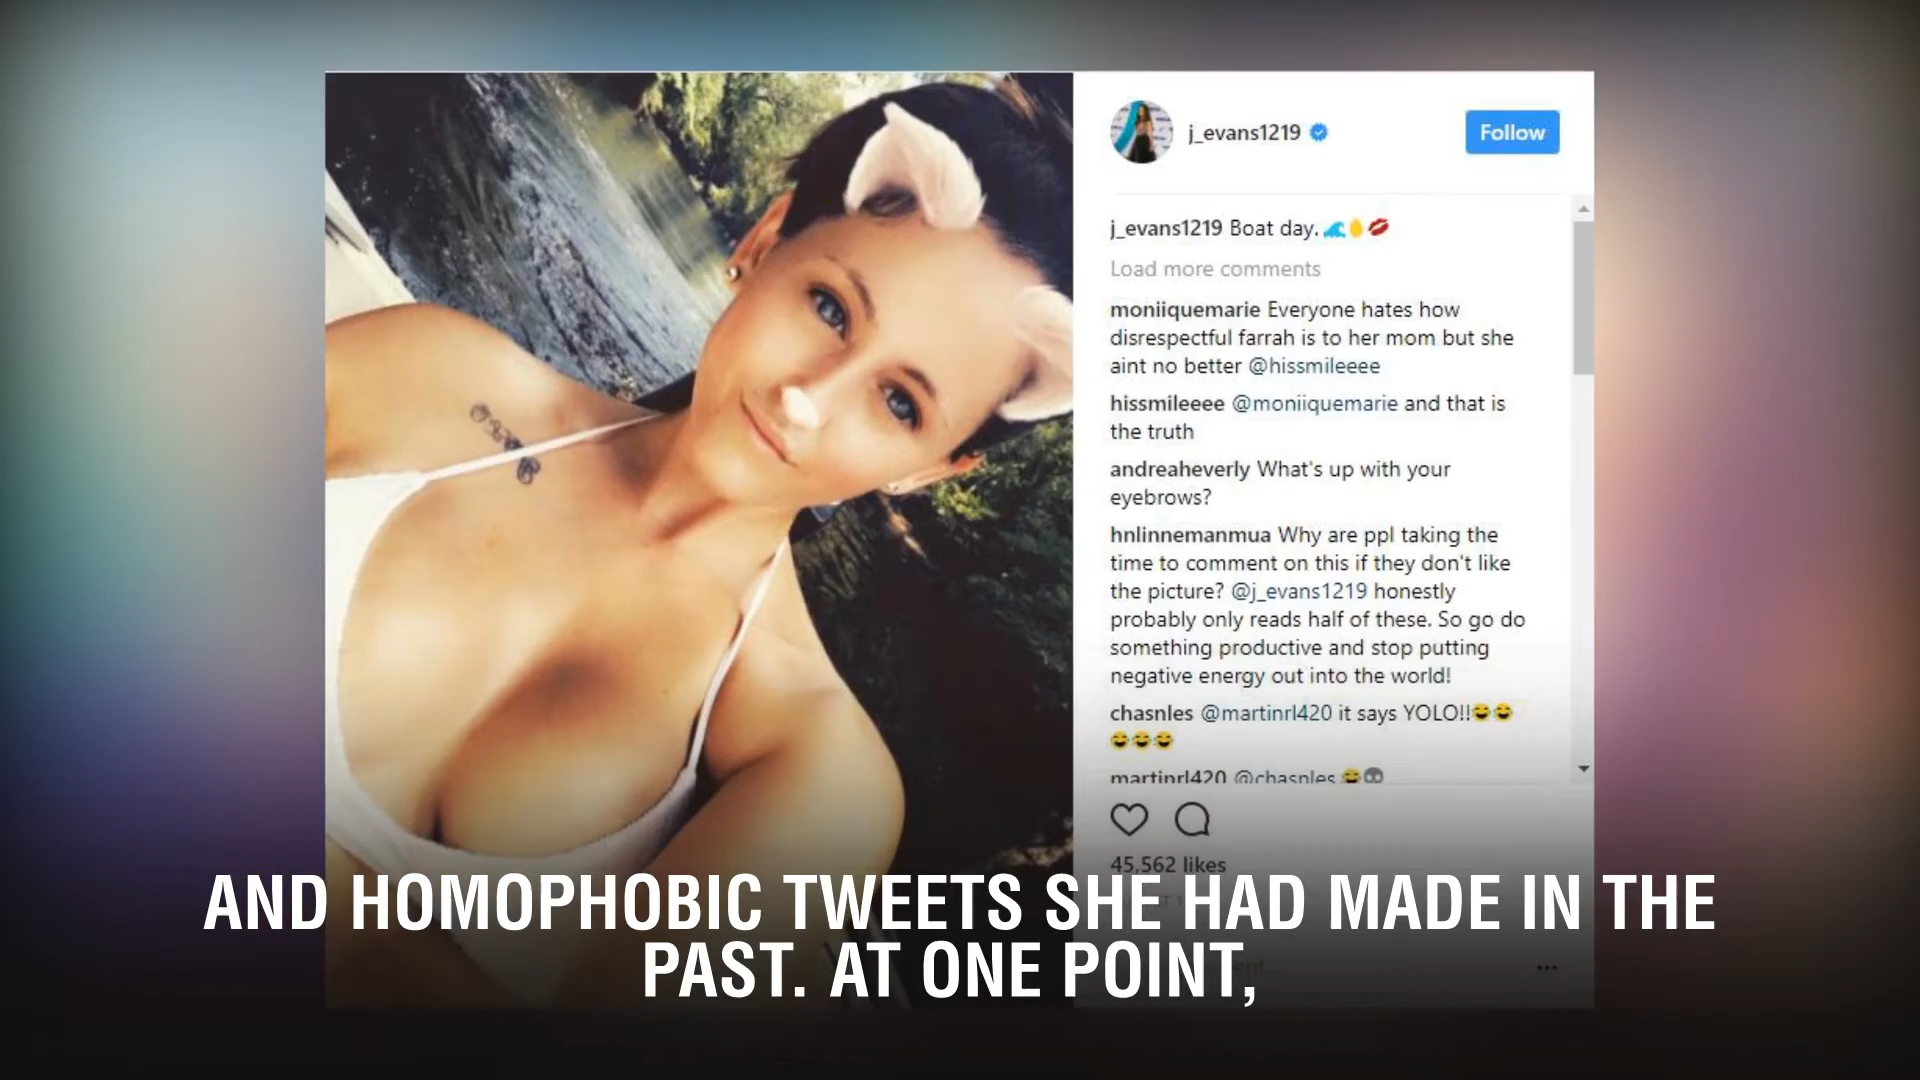 j_evans1219
Follow
j_evans1219 Boat day. 🌊✋💋
Load more comments
moniiquemarie Everyone hates how
disrespectful farrah is to her mom but she
aint no better @hissmileeee
hissmileeee @moniiquemarie and that is
the truth
andreaheverly What's up with your
eyebrows?
hnlinnemanmua Why are ppl taking the
time to comment on this if they don't like
the picture? @j_evans1219 honestly
probably only reads half of these. So go do
something productive and stop putting
negative energy out into the world!
chasnles @martinrl420 it says YOLO!!😂😂
😂😂😂
martinrl420 @chasnles 😂💀
45,562 likes
AND HOMOPHOBIC TWEETS SHE HAD MADE IN THE
PAST. AT ONE POINT,